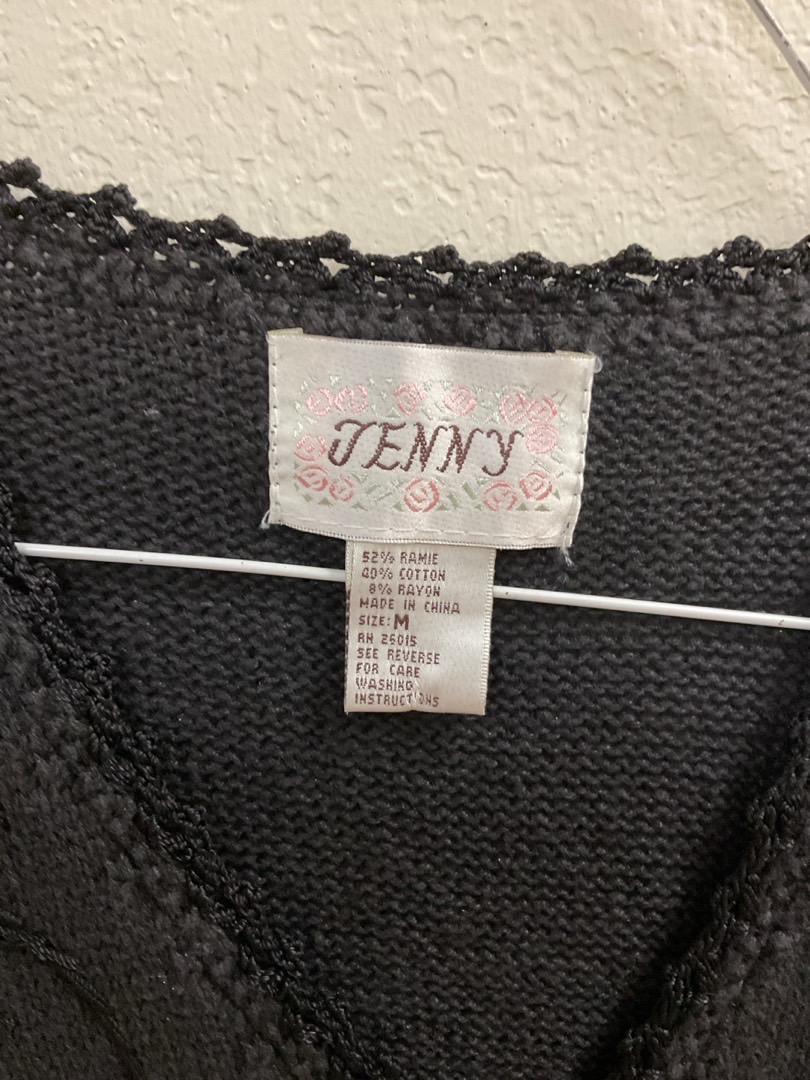 JENNY
52% RAMIE
40% COTTON
8% RAYON
MADE IN CHINA
SIZE: M
RN 26015
SEE REVERSE
FOR CARE
WASHING
INSTRUCTIONS